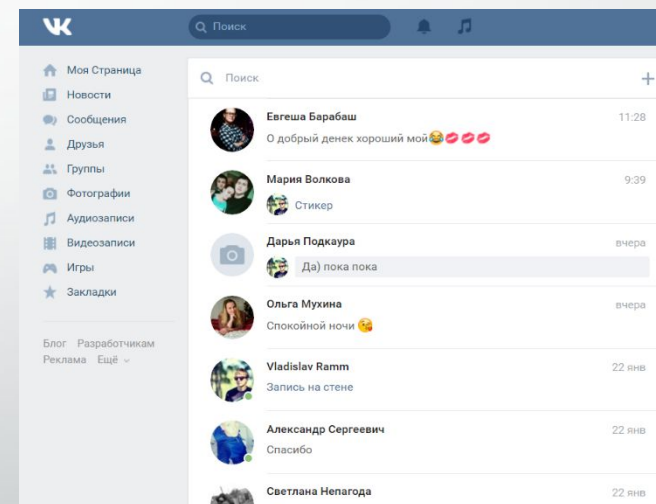 Поиск
Моя Страница
Новости
Сообщения
Друзья
Группы
Фотографии
Аудиозаписи
Видеозаписи
Игры
Закладки
Блог Разработчикам
Реклама Ещё
Поиск
Евгеша Барабаш 11:28
О добрый денек хороший мой😂💋💋💋
Мария Волкова 9:39
Стикер
Дарья Подкаура вчера
Да) пока пока
Ольга Мухина вчера
Спокойной ночи 😘
Vladislav Ramm 22 янв
Запись на стене
Александр Сергеевич 22 янв
Спасибо
Светлана Непагода 22 янв